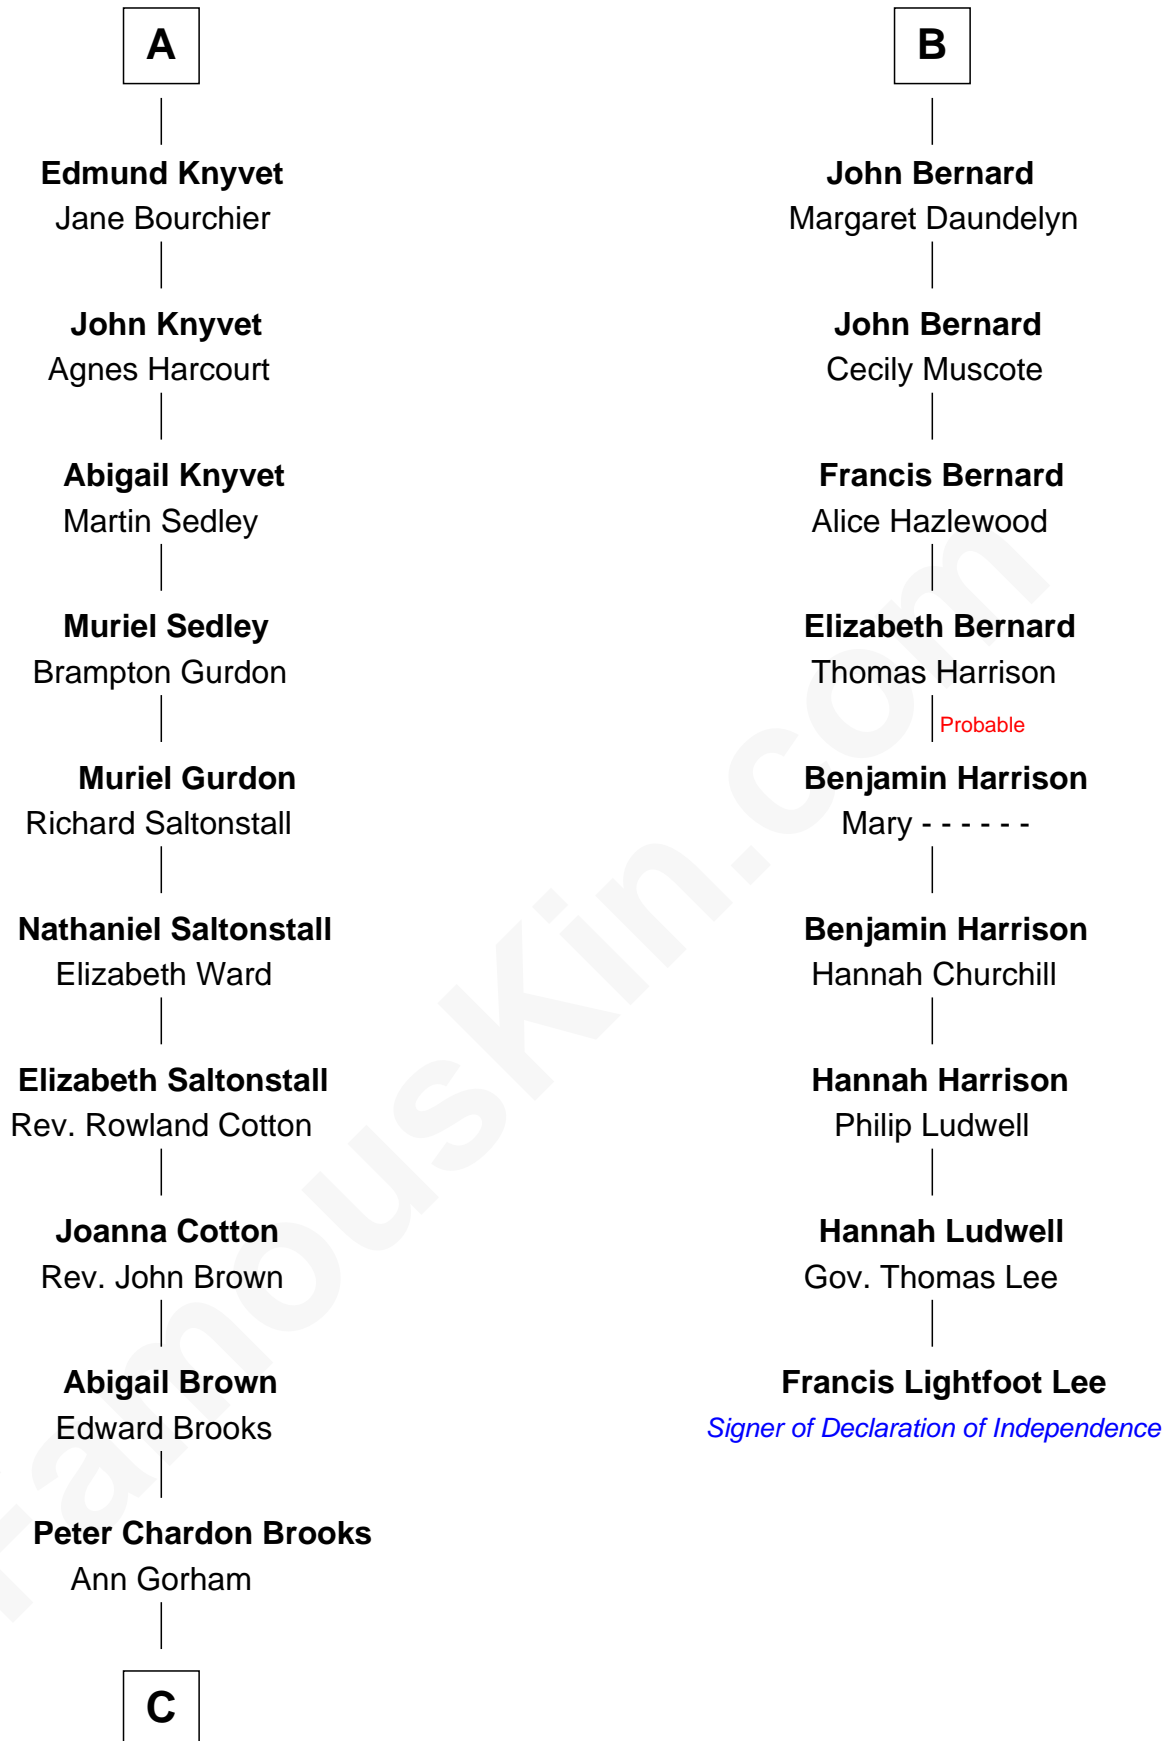 A
Edmund Knyvet
Jane Bourchier
John Knyvet
Agnes Harcourt
Abigail Knyvet
Martin Sedley
Muriel Sedley
Brampton Gurdon
Muriel Gurdon
Richard Saltonstall
Nathaniel Saltonstall
Elizabeth Ward
Elizabeth Saltonstall
Rev. Rowland Cotton
Joanna Cotton
Rev. John Brown
Abigail Brown
Edward Brooks
Peter Chardon Brooks
Ann Gorham
C
B
John Bernard
Margaret Daundelyn
John Bernard
Cecily Muscote
Francis Bernard
Alice Hazlewood
Elizabeth Bernard
Thomas Harrison
Probable
Benjamin Harrison
Mary - - - - - -
Benjamin Harrison
Hannah Churchill
Hannah Harrison
Philip Ludwell
Hannah Ludwell
Gov. Thomas Lee
Francis Lightfoot Lee
Signer of Declaration of Independence
FamousKin.com